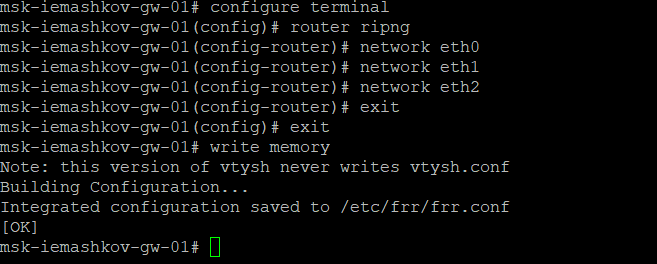 msk-iemashkov-gw-01# configure terminal
msk-iemashkov-gw-01(config)# router ripng
msk-iemashkov-gw-01(config-router)# network eth0
msk-iemashkov-gw-01(config-router)# network eth1
msk-iemashkov-gw-01(config-router)# network eth2
msk-iemashkov-gw-01(config-router)# exit
msk-iemashkov-gw-01(config)# exit
msk-iemashkov-gw-01# write memory
Note: this version of vtysh never writes vtysh.conf
Building Configuration...
Integrated configuration saved to /etc/frr/frr.conf
[OK]
msk-iemashkov-gw-01#